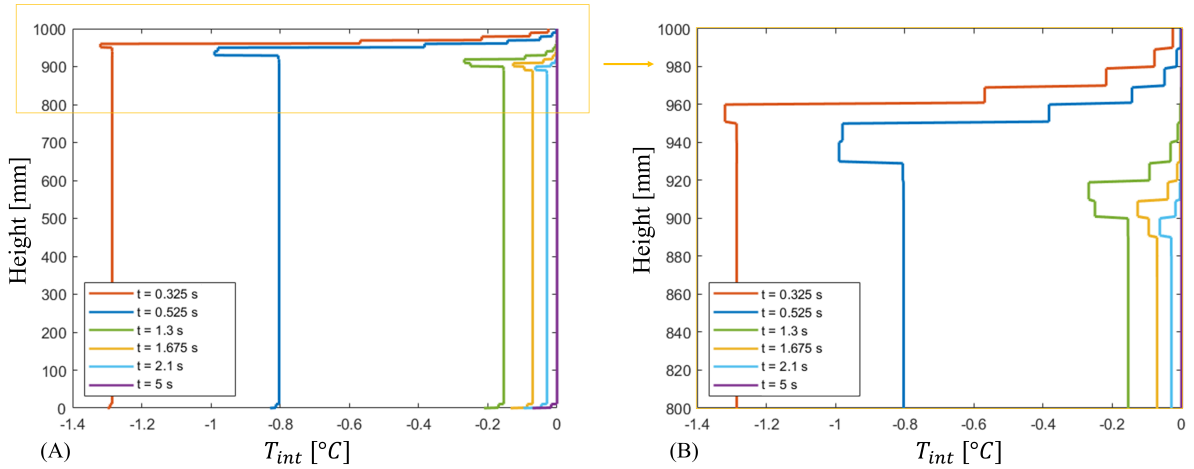 1000
900
800
700
600
500
400
300
200
100
0
Height [mm]
t = 0.325 s
t = 0.525 s
t = 1.3 s
t = 1.675 s
t = 2.1 s
t = 5 s
-1.4 -1.2 -1 -0.8 -0.6 -0.4 -0.2 0
(A) T_int [°C]
1000
980
960
940
920
900
880
860
840
820
800
Height [mm]
t = 0.325 s
t = 0.525 s
t = 1.3 s
t = 1.675 s
t = 2.1 s
t = 5 s
-1.4 -1.2 -1 -0.8 -0.6 -0.4 -0.2 0
(B) T_int [°C]